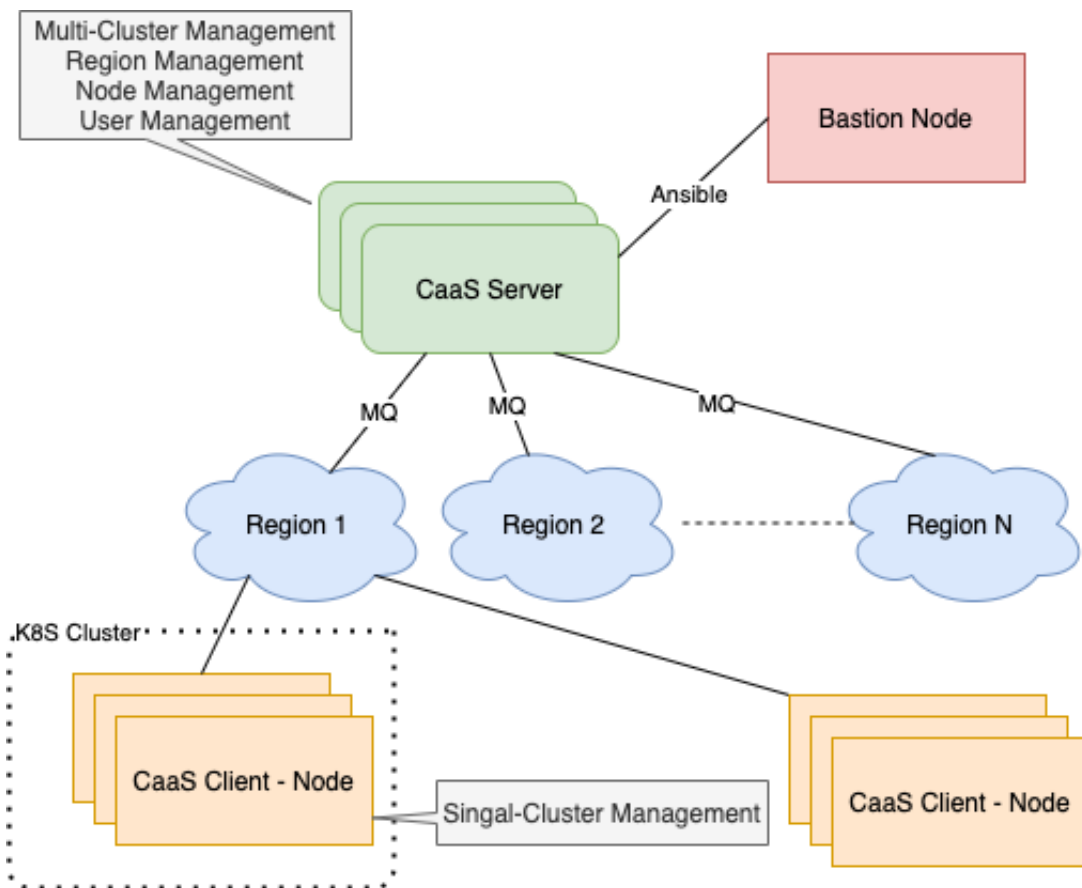 Multi-Cluster Management
Region Management
Node Management
User Management
Bastion Node
Ansible
CaaS Server
MQ
MQ
MQ
Region 1
Region 2
Region N
K8S Cluster
CaaS Client - Node
Singal-Cluster Management
CaaS Client - Node